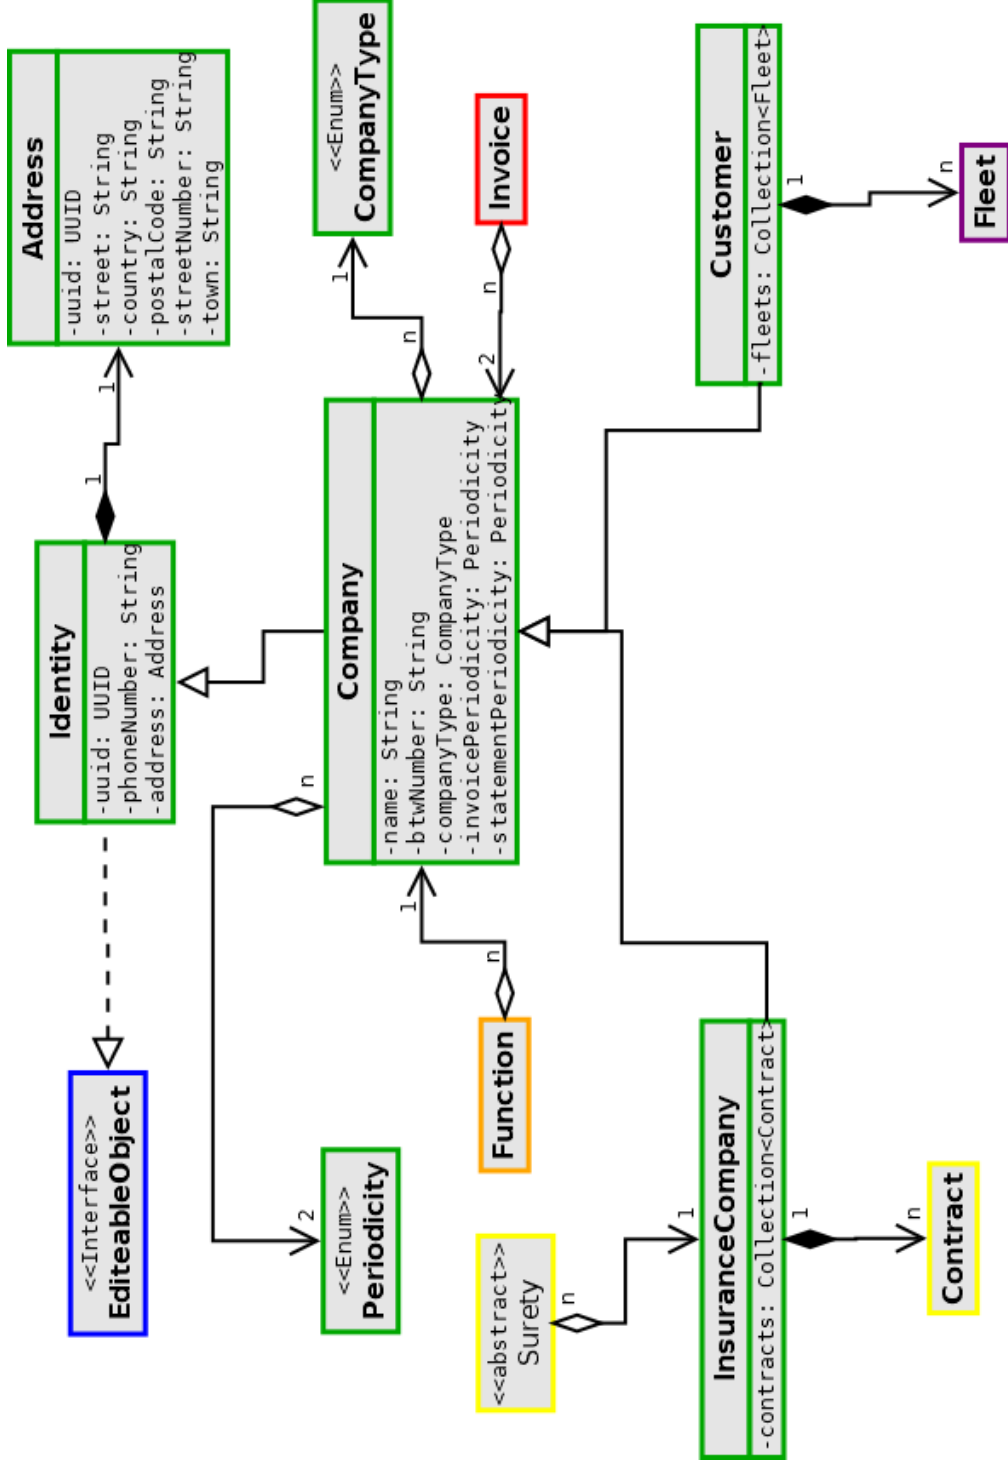 <<Interface>>
EditeableObject
Identity
-uuid: UUID
-phoneNumber: String
-address: Address
1
1
Address
-uuid: UUID
-street: String
-country: String
-postalCode: String
-streetNumber: String
-town: String
<<Enum>>
Periodicity
2
n
Company
-name: String
-btwNumber: String
-companyType: CompanyType
-invoicePeriodicity: Periodicity
-statementPeriodicity: Periodicity
n
1
<<Enum>>
CompanyType
Function
n
1
2
n
Invoice
<<abstract>>
Surety
n
1
InsuranceCompany
-contracts: Collection<Contract>
1
n
Contract
Customer
-fleets: Collection<Fleet>
1
n
Fleet